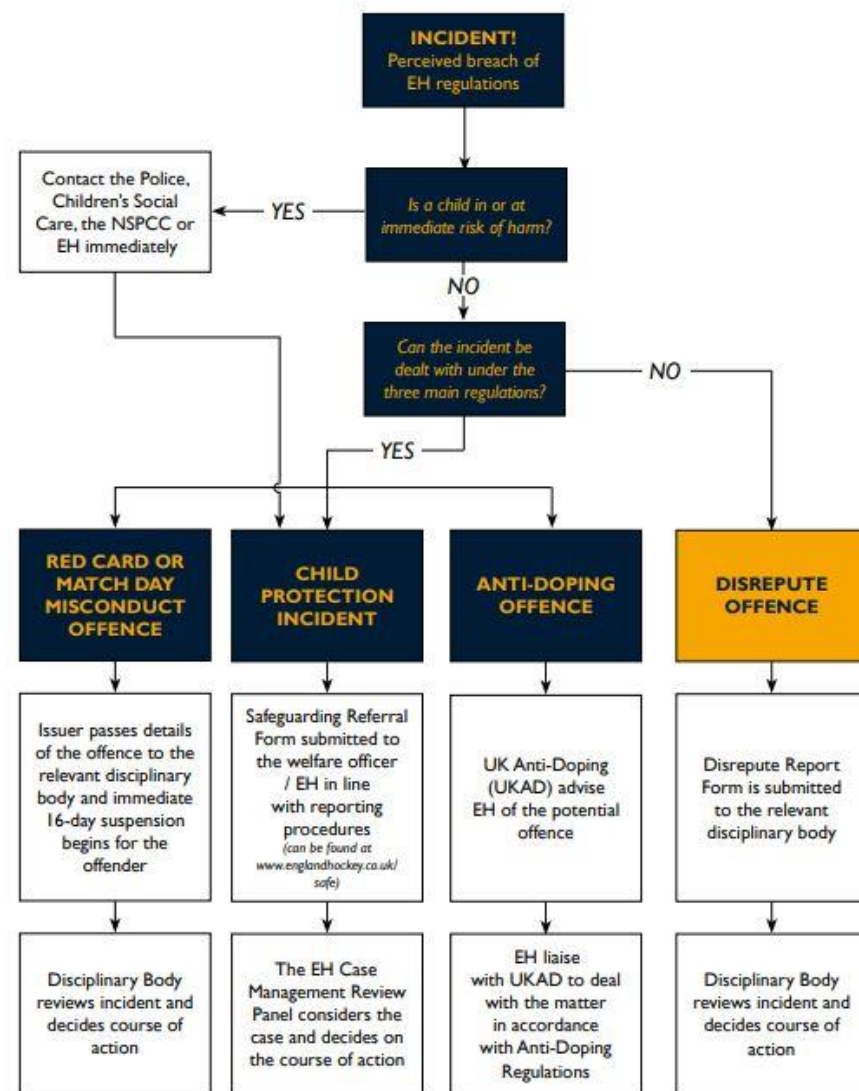 INCIDENT!
Perceived breach of
EH regulations
Contact the Police,
Children's Social
Care, the NSPCC or
EH immediately
YES
Is a child in or at
immediate risk of harm?
NO
Can the incident be
dealt with under the
three main regulations?
NO
YES
RED CARD OR
MATCH DAY
MISCONDUCT
OFFENCE
CHILD
PROTECTION
INCIDENT
ANTI-DOPING
OFFENCE
DISREPUTE
OFFENCE
Issuer passes details
of the offence to the
relevant disciplinary
body and immediate
16-day suspension
begins for the
offender
Safeguarding Referral
Form submitted to
the welfare officer
/ EH in line
with reporting
procedures
(can be found at
www.englandhockey.co.uk/
safe)
UK Anti-Doping
(UKAD) advise
EH of the potential
offence
Disrepute Report
Form is submitted
to the relevant
disciplinary body
Disciplinary Body
reviews incident and
decides course of
action
The EH Case
Management Review
Panel considers the
case and decides on
the course of action
EH liaise
with UKAD to deal
with the matter
in accordance
with Anti-Doping
Regulations
Disciplinary Body
reviews incident and
decides course of
action